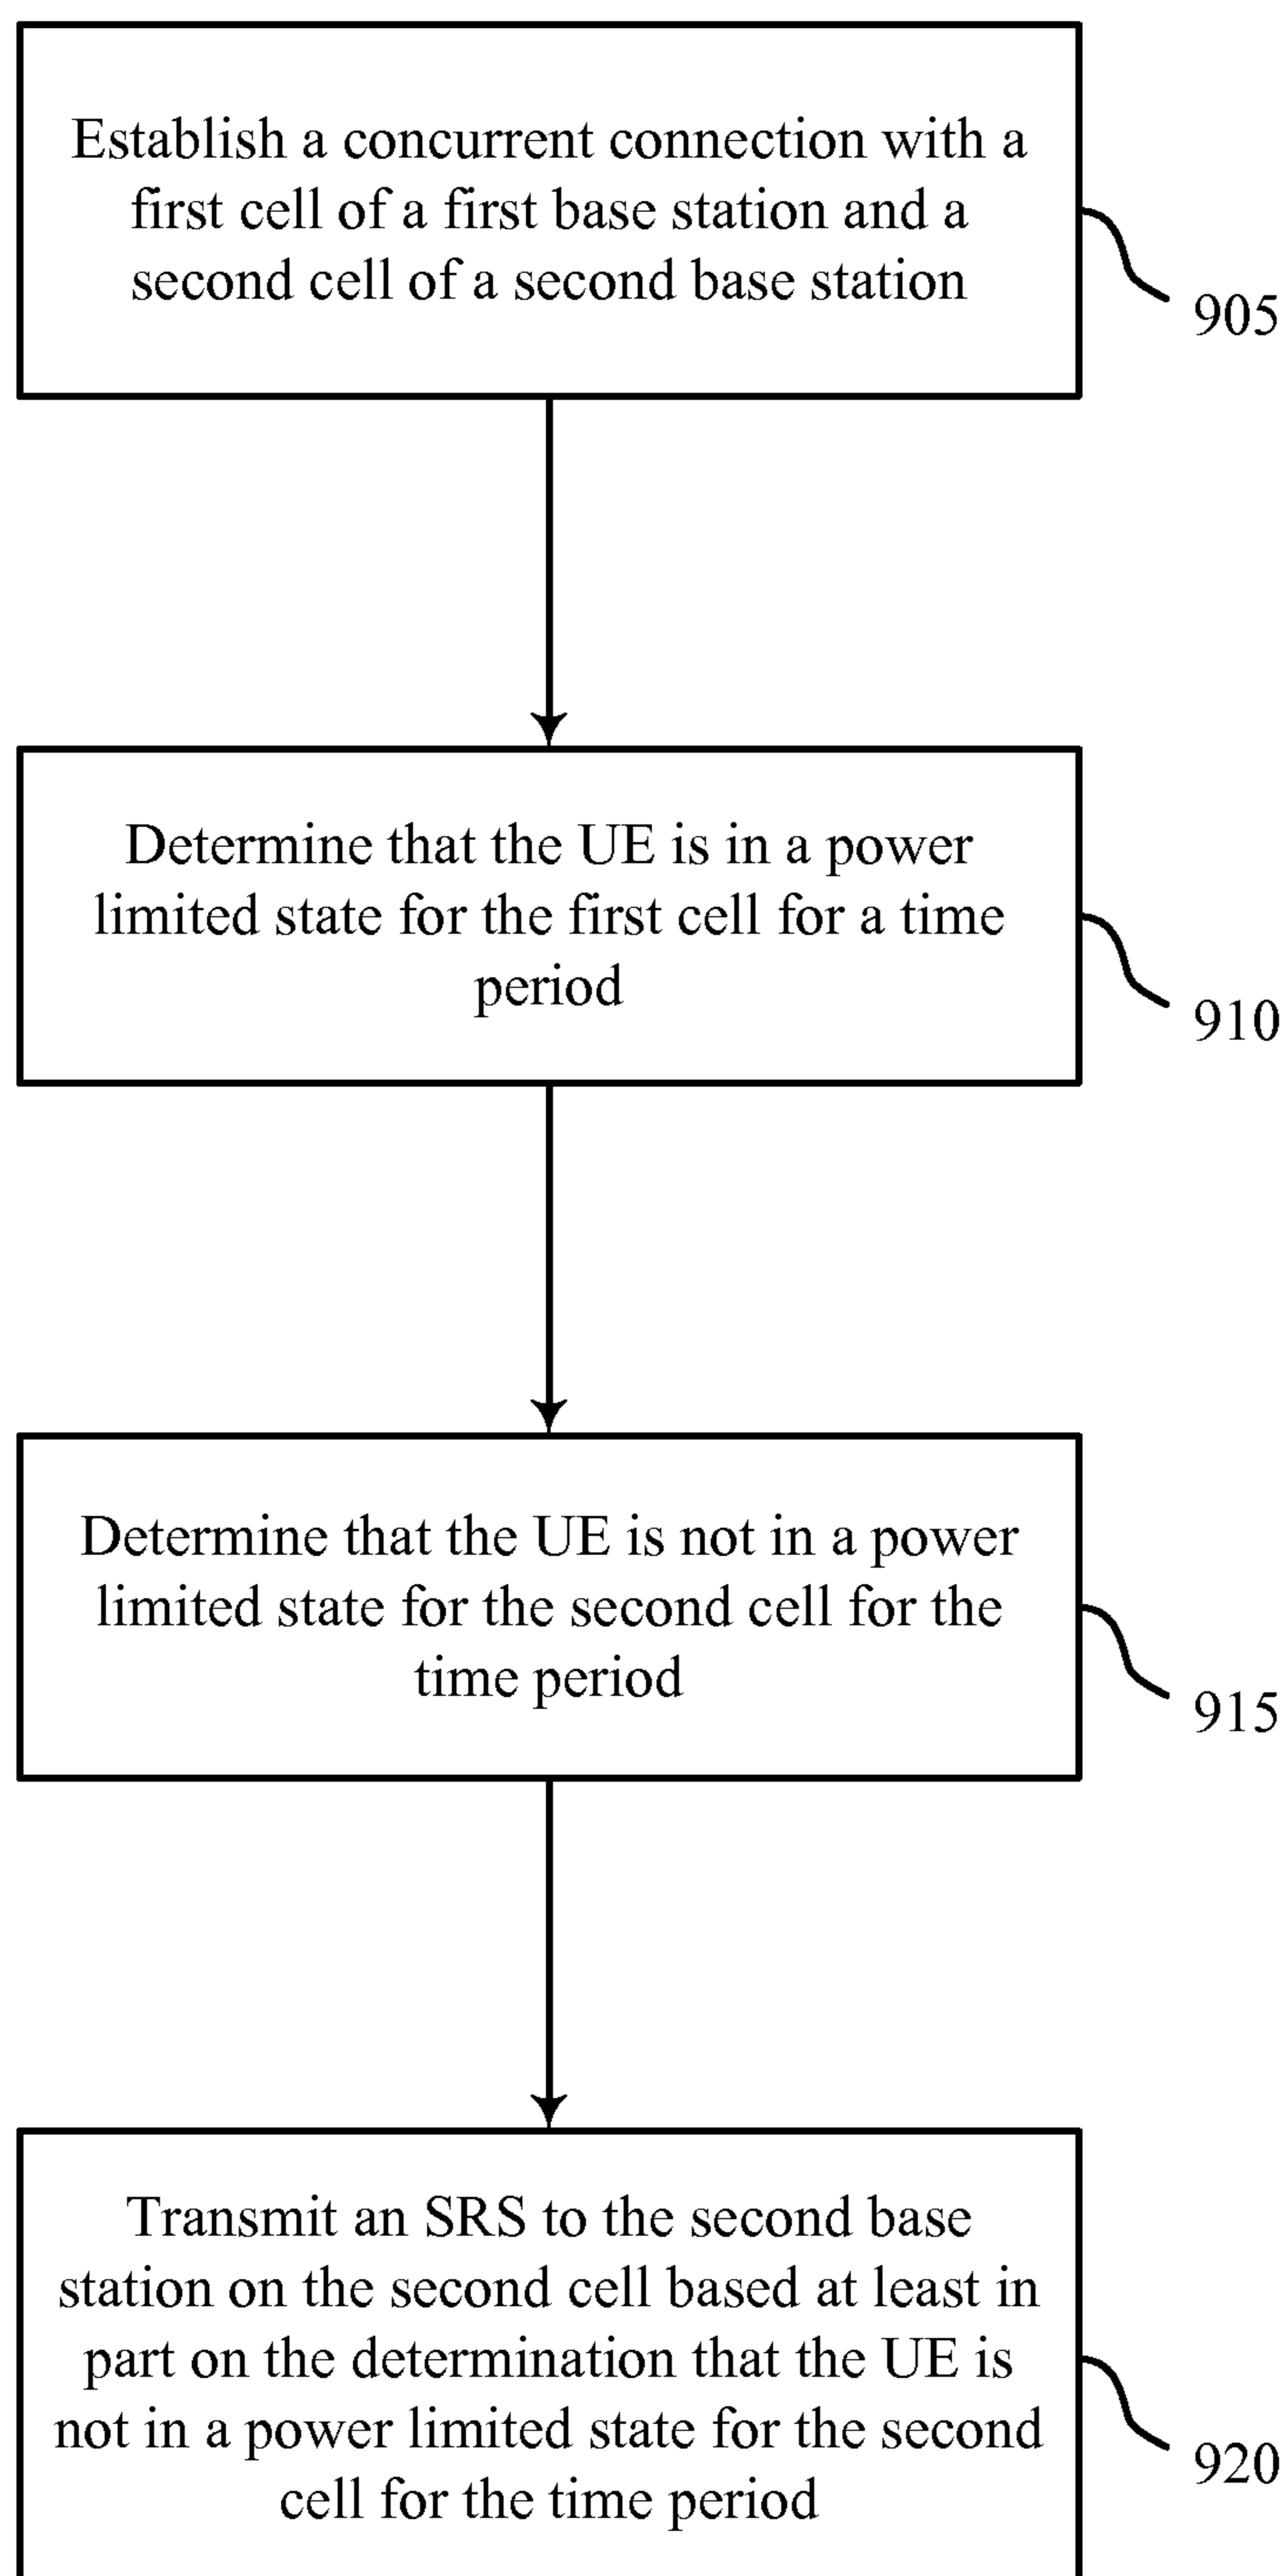 Establish a concurrent connection with a
first cell of a first base station and a
second cell of a second base station
905
Determine that the UE is in a power
limited state for the first cell for a time
period
910
Determine that the UE is not in a power
limited state for the second cell for the
time period
915
Transmit an SRS to the second base
station on the second cell based at least in
part on the determination that the UE is
not in a power limited state for the second
cell for the time period
920